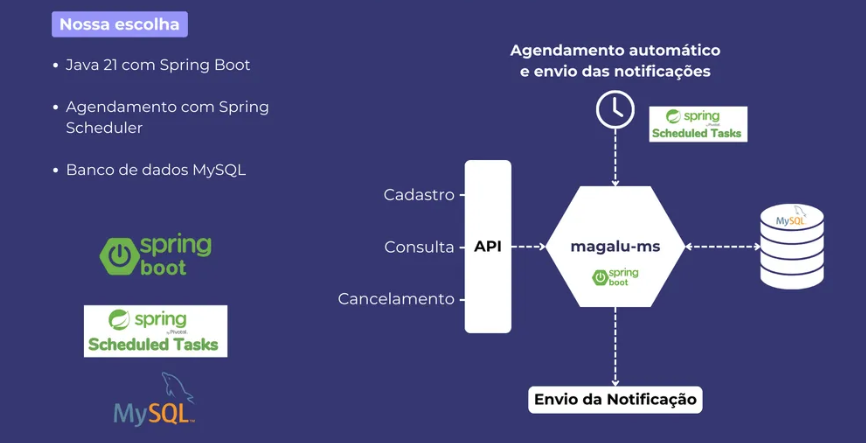 Nossa escolha
• Java 21 com Spring Boot
• Agendamento com Spring
Scheduler
• Banco de dados MySQL
spring
boot
spring
Scheduled Tasks
MySQL
Agendamento automático
e envio das notificações
spring
Scheduled Tasks
Cadastro
Consulta
Cancelamento
API
magalu-ms
spring
boot
MySQL
Envio da Notificação